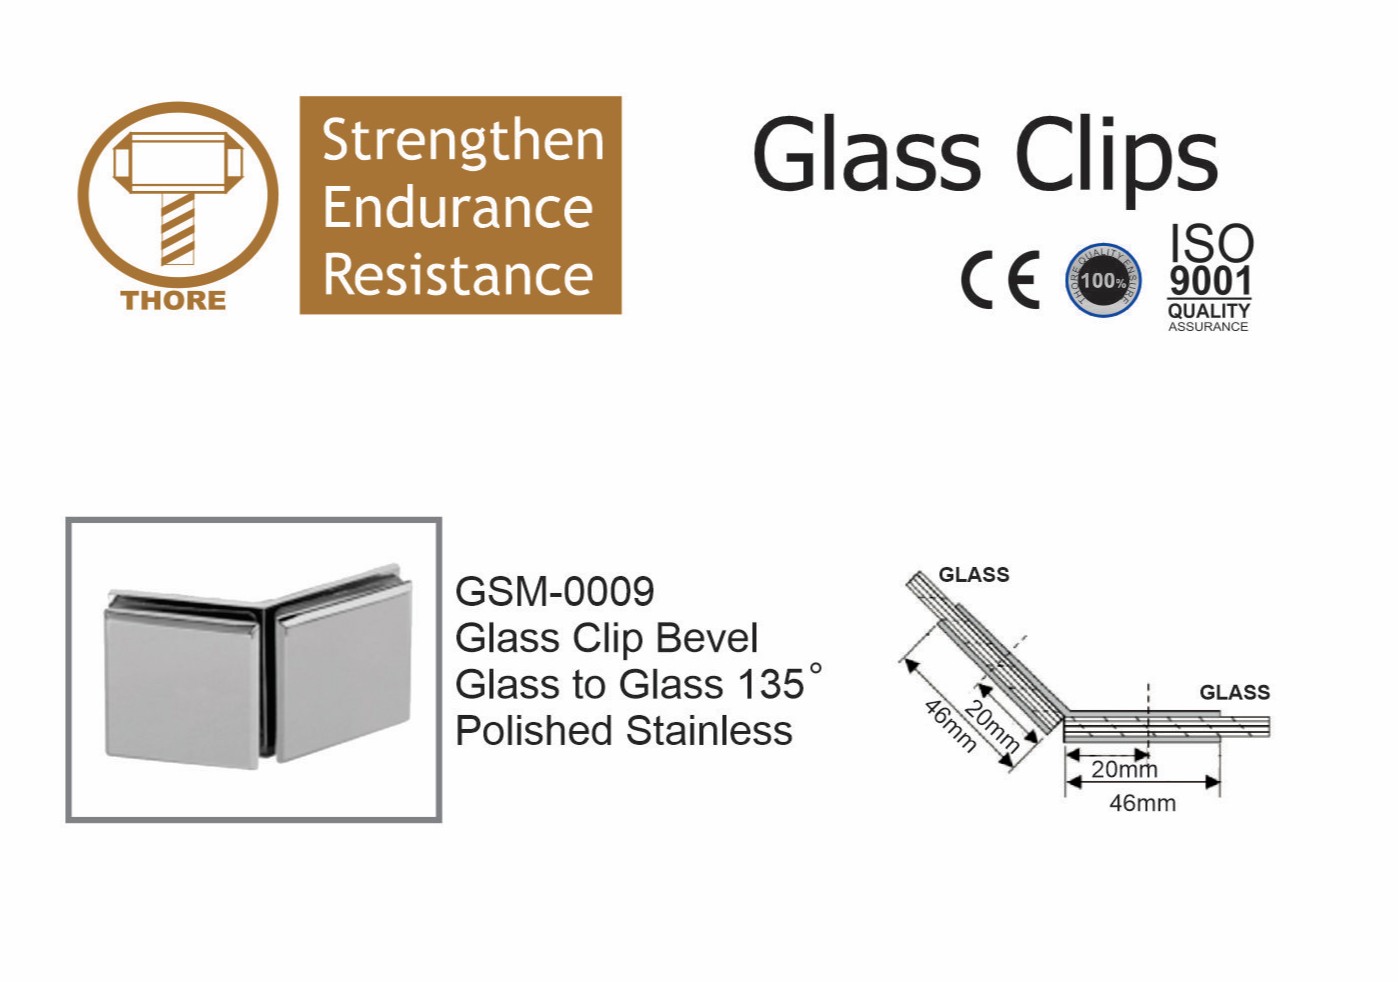 THORE
Strengthen
Endurance
Resistance
Glass Clips
CE
THORE QUALITY ENSURE
100%
ISO
9001
QUALITY
ASSURANCE
GSM-0009
Glass Clip Bevel
Glass to Glass 135°
Polished Stainless
GLASS
46mm
20mm
GLASS
20mm
46mm